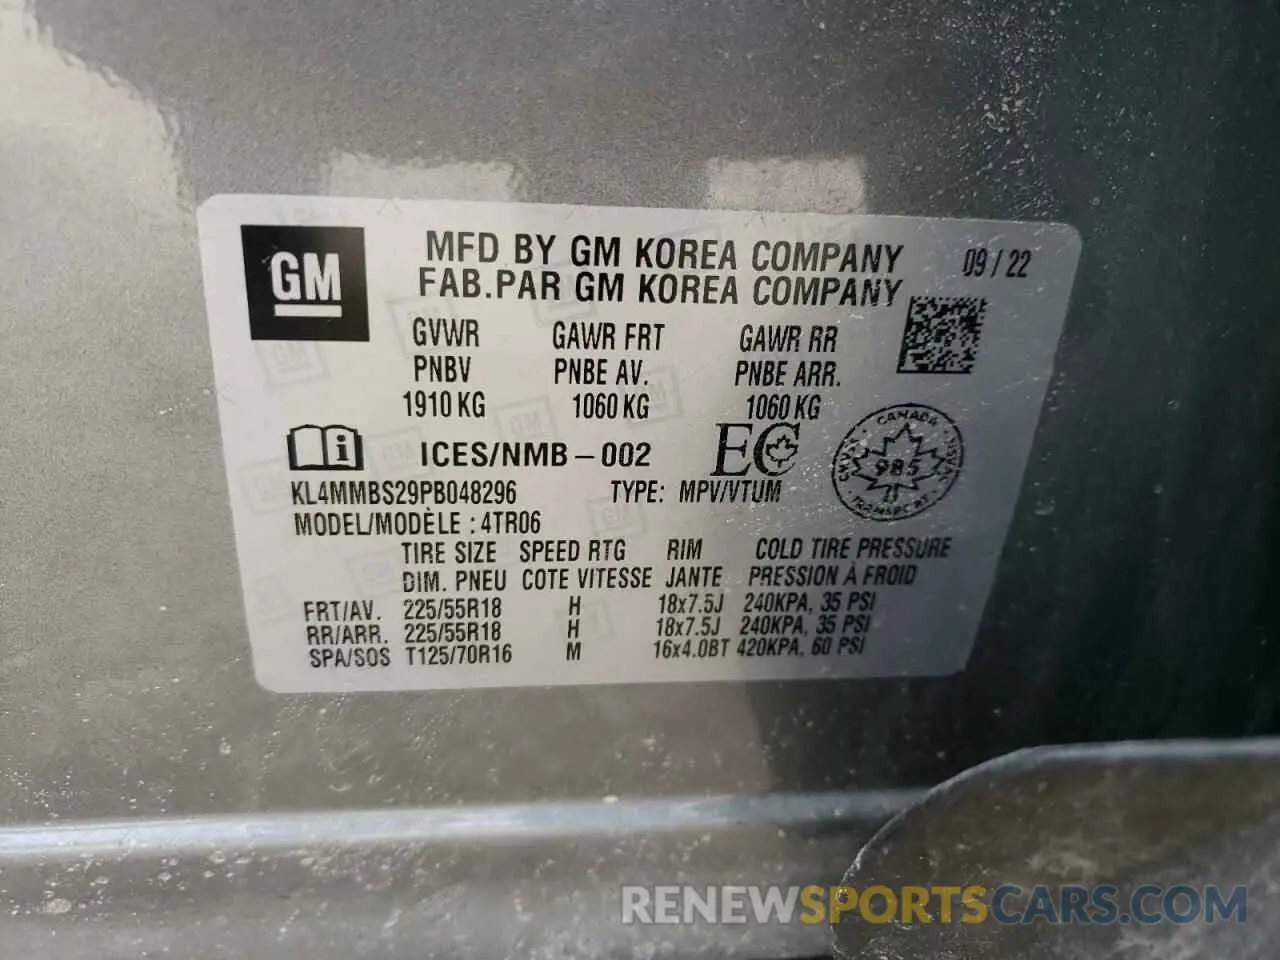 GM
MFD BY GM KOREA COMPANY 09/22
FAB.PAR GM KOREA COMPANY
GVWR GAWR FRT GAWR RR
PNBV PNBE AV. PNBE ARR.
1910 KG 1060 KG 1060 KG
i ICES/NMB-002 EC
CANADA
985
TRANSPORT
KL4MMBS29PB048296 TYPE: MPV/VTUM
MODEL/MODÈLE : 4TR06
TIRE SIZE SPEED RTG RIM COLD TIRE PRESSURE
DIM. PNEU COTE VITESSE JANTE PRESSION À FROID
FRT/AV. 225/55R18 H 18x7.5J 240KPA, 35 PSI
RR/ARR. 225/55R18 H 18x7.5J 240KPA, 35 PSI
SPA/SOS T125/70R16 M 16x4.0BT 420KPA, 60 PSI
RENEWSPORTSCARS.COM